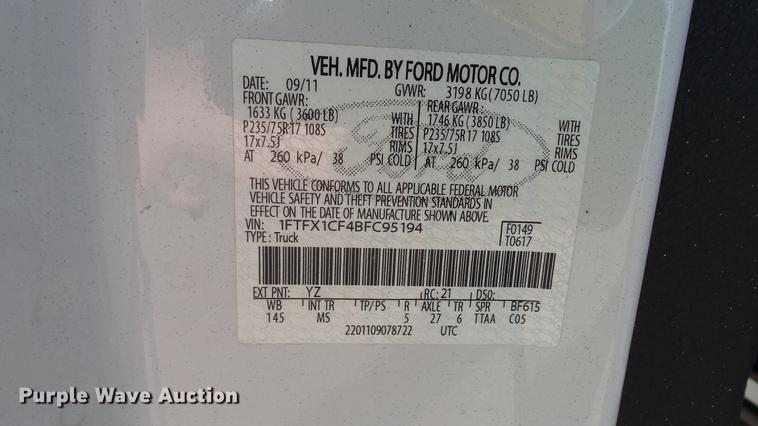 VEH. MFD. BY FORD MOTOR CO.
DATE: 09/11 GVWR: 3198 KG (7050 LB)
FRONT GAWR: REAR GAWR:
1633 KG (3600 LB) WITH 1746 KG (3850 LB) WITH
P235/75R17 108S TIRES P235/75R17 108S TIRES
17x7.5J RIMS 17x7.5J RIMS
AT 260 kPa/ 38 PSI COLD AT 260 kPa/ 38 PSI COLD
Ford
THIS VEHICLE CONFORMS TO ALL APPLICABLE FEDERAL MOTOR
VEHICLE SAFETY AND THEFT PREVENTION STANDARDS IN
EFFECT ON THE DATE OF MANUFACTURE SHOWN ABOVE.
VIN: 1FTFX1CF4BFC95194 F0149
TYPE: Truck T0617
EXT PNT: YZ RC: 21 DSO:
WB INT TR TP/PS R AXLE TR SPR BF615
145 MS 5 27 6 TTAA C05
2201109078722 UTC
Purple Wave Auction